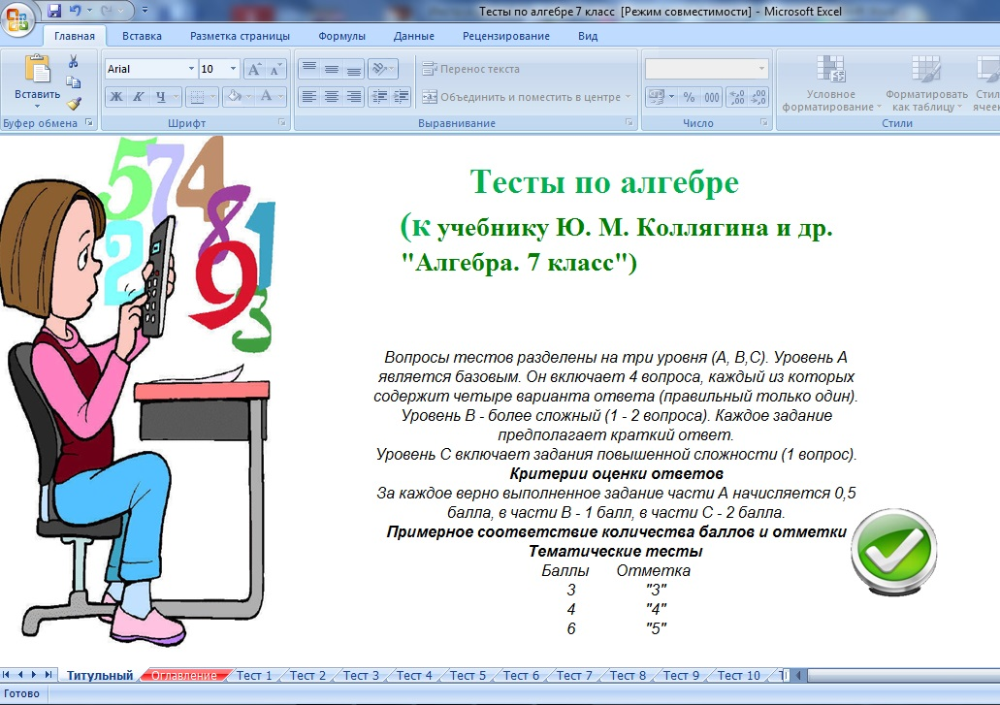 Тесты по алгебре 7 класс [Режим совместимости] - Microsoft Excel
Главная Вставка Разметка страницы Формулы Данные Рецензирование Вид
Arial 10 Перенос текста
Вставить Ж К Ч Объединить и поместить в центре % 000 Условное форматирование Форматировать как таблицу
Буфер обмена Шрифт Выравнивание Число Стили
5 7 4
8 1
2 9
3
Тесты по алгебре
(к учебнику Ю. М. Коллягина и др.
"Алгебра. 7 класс")
Вопросы тестов разделены на три уровня (А, В,С). Уровень А
является базовым. Он включает 4 вопроса, каждый из которых
содержит четыре варианта ответа (правильный только один).
Уровень В - более сложный (1 - 2 вопроса). Каждое задание
предполагает краткий ответ.
Уровень С включает задания повышенной сложности (1 вопрос).
Критерии оценки ответов
За каждое верно выполненное задание части А начисляется 0,5
балла, в части В - 1 балл, в части С - 2 балла.
Примерное соответствие количества баллов и отметки
Тематические тесты
Баллы Отметка
3 "3"
4 "4"
6 "5"
Титульный Оглавление Тест 1 Тест 2 Тест 3 Тест 4 Тест 5 Тест 6 Тест 7 Тест 8 Тест 9 Тест 10
Готово